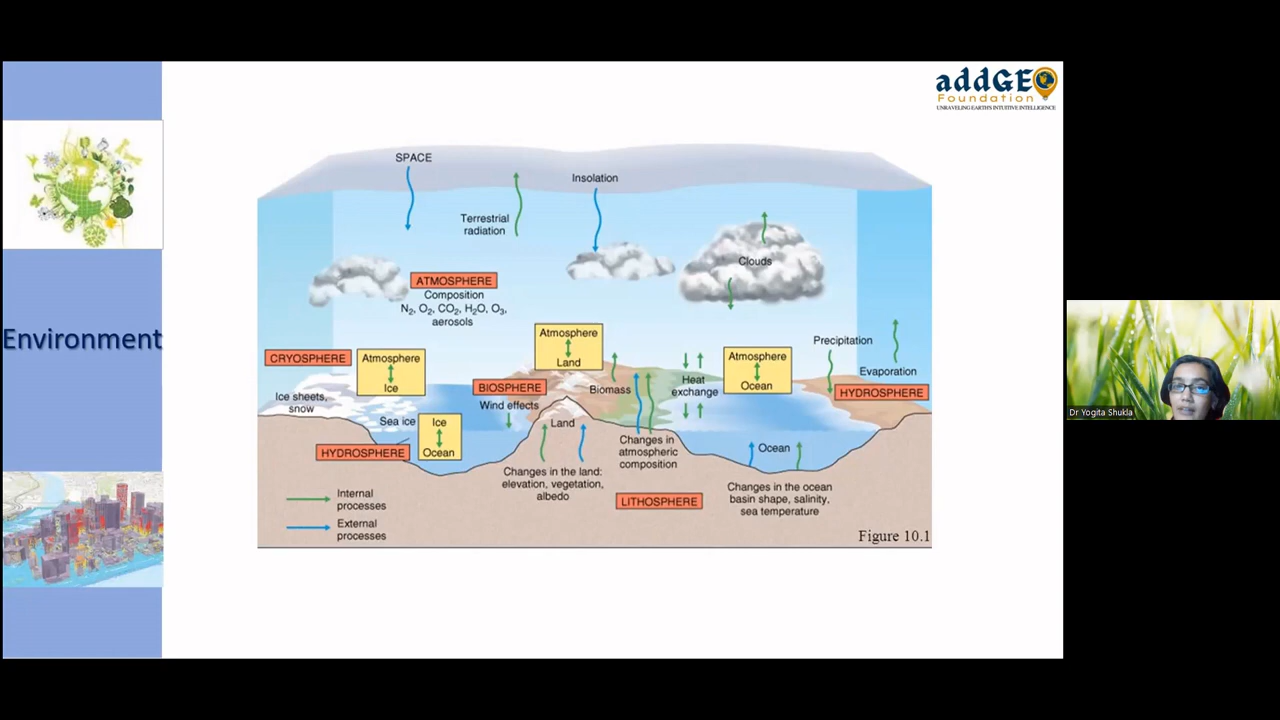 addGEO
Foundation
UNRAVELING EARTH'S INTUITIVE INTELLIGENCE
Environment
SPACE
Insolation
Terrestrial
radiation
Clouds
ATMOSPHERE
Composition
N₂, O₂, CO₂, H₂O, O₃,
aerosols
Atmosphere
Land
Precipitation
Evaporation
CRYOSPHERE
Atmosphere
Ice
Atmosphere
Ocean
BIOSPHERE
Biomass
Heat
exchange
HYDROSPHERE
Ice sheets,
snow
Wind effects
Sea ice
Ice
Ocean
Land
HYDROSPHERE
Changes in
atmospheric
composition
Ocean
Changes in the land:
elevation, vegetation,
albedo
LITHOSPHERE
Changes in the ocean
basin shape, salinity,
sea temperature
Internal
processes
External
processes
Figure 10.1
Dr Yogita Shukla